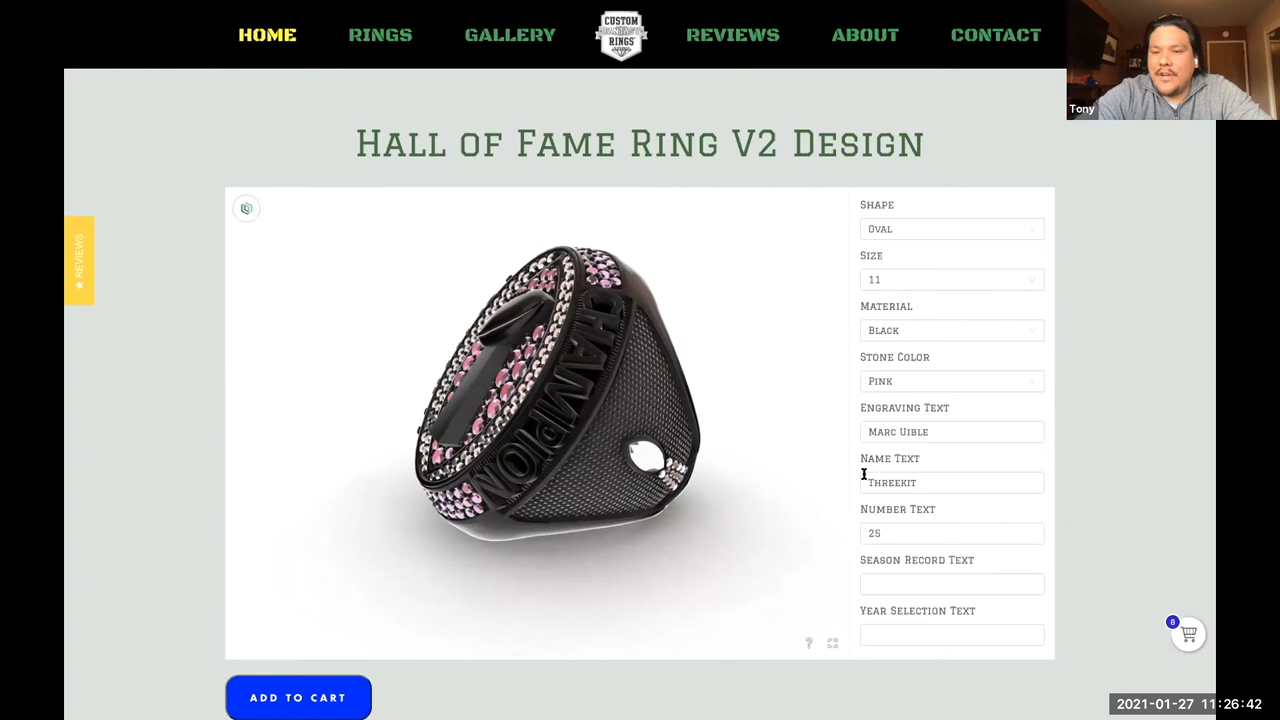 HOME RINGS GALLERY CUSTOM RINGS REVIEWS ABOUT CONTACT
Tony
Hall of Fame Ring V2 Design
★ REVIEWS
Shape
Oval
Size
11
Material
Black
Stone Color
Pink
Engraving Text
Marc Uible
Name Text
Threekit
Number Text
25
Season Record Text
Year Selection Text
CHAMPION
?
0
ADD TO CART
2021-01-27 11:26:42